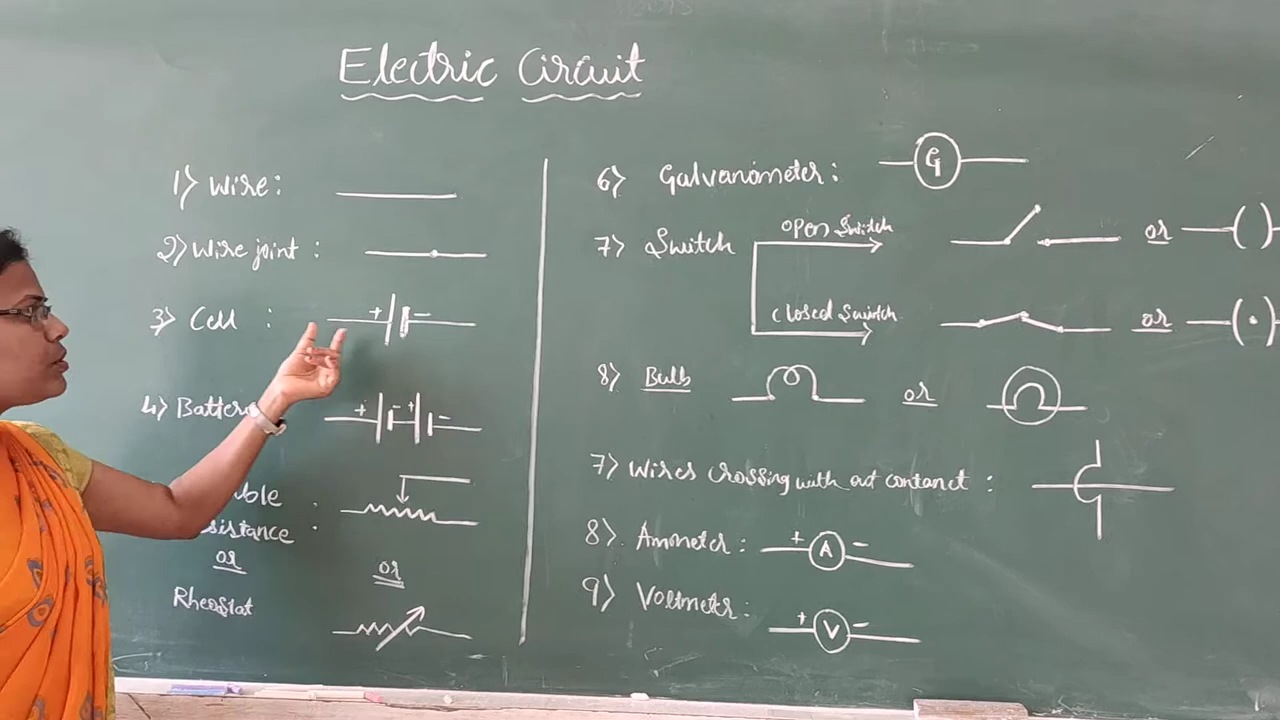 Electric Circuit
1) Wire:
2) Wire joint :
3) Cell :
+ -
4) Batter
+ - + -
ble
sistance :
or
or
Rheostat
6) Galvanometer :
G
7) Switch
open Switch
or ( )
closed Switch
or (•)
8) Bulb
or
7) Wires crossing with out contanct :
8) Ammeter :
+ A -
9) Voltmeter :
+ V -